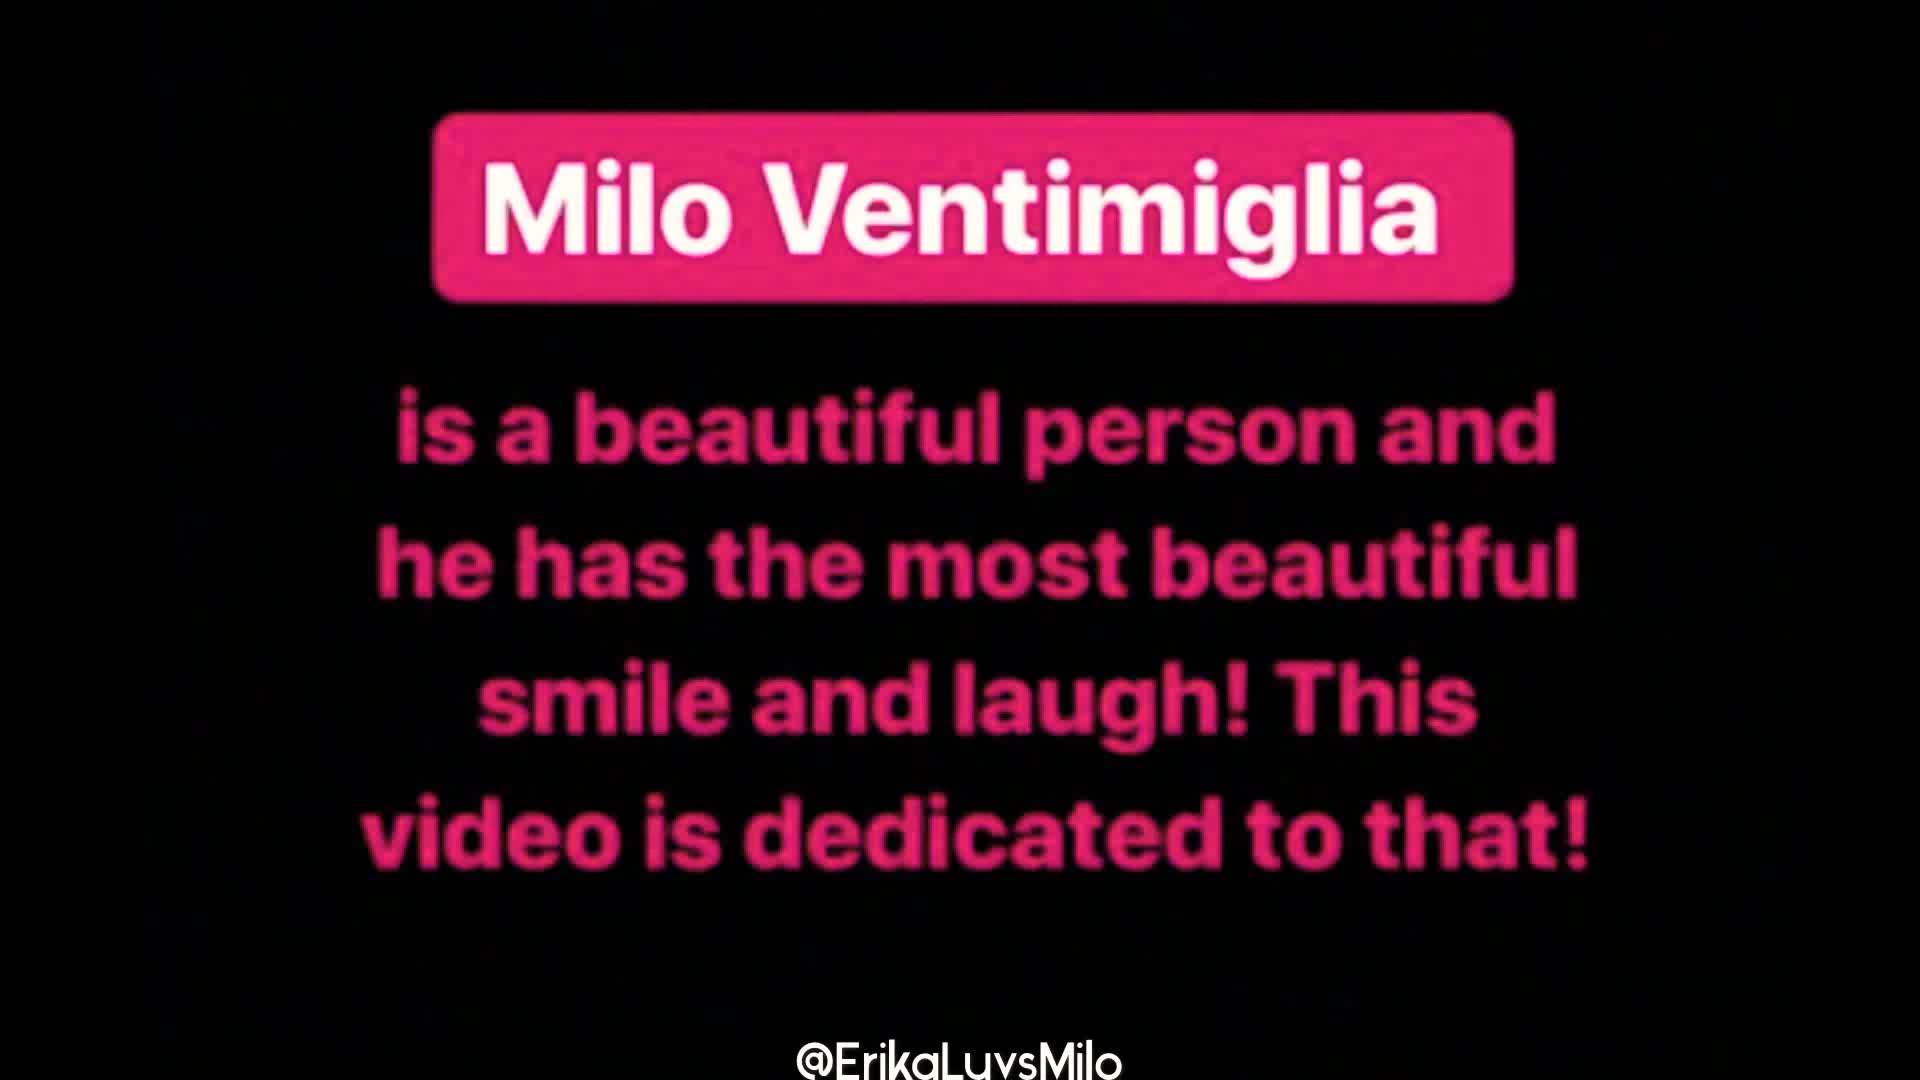 Milo Ventimiglia
is a beautiful person and
he has the most beautiful
smile and laugh! This
video is dedicated to that!
@ErikaLuvsMilo